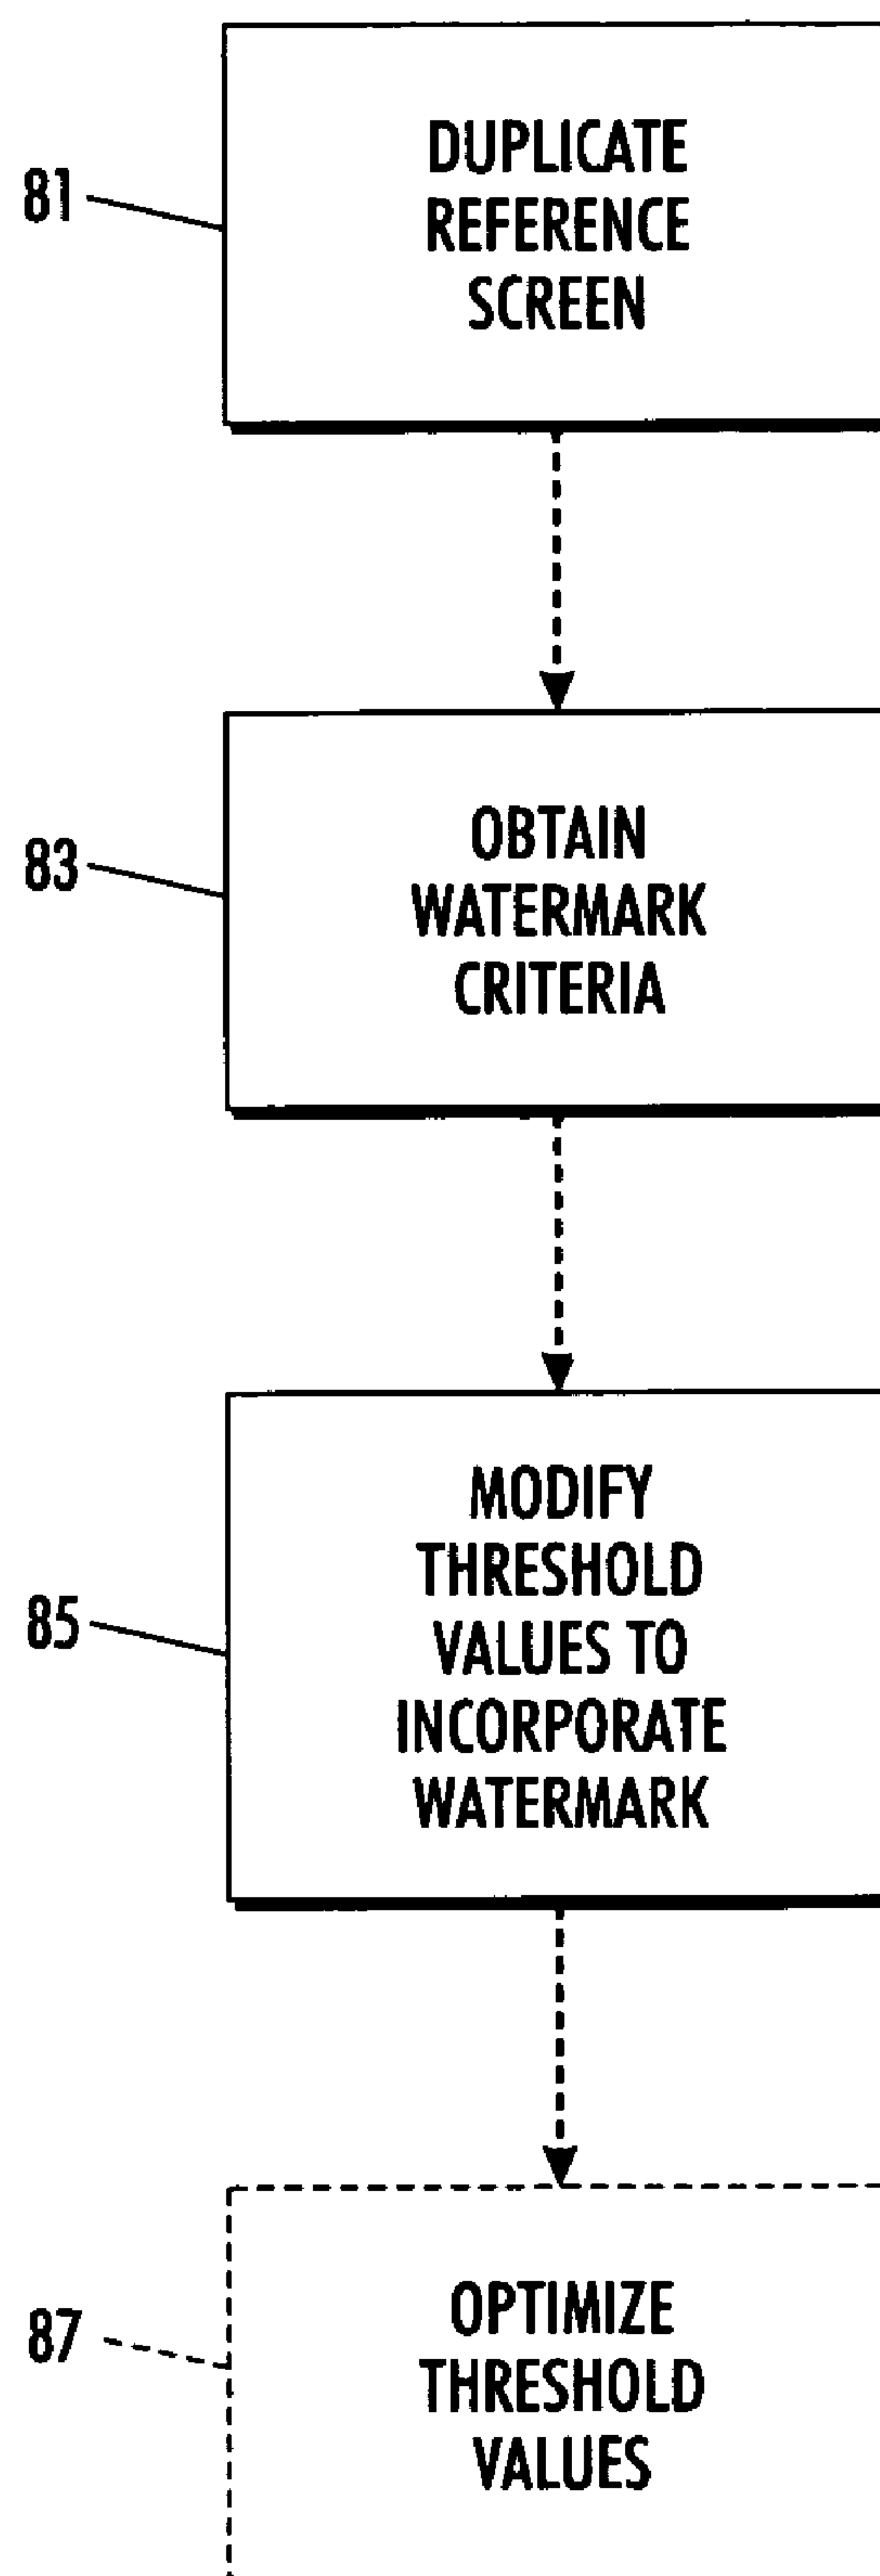 81
DUPLICATE
REFERENCE
SCREEN
83
OBTAIN
WATERMARK
CRITERIA
85
MODIFY
THRESHOLD
VALUES TO
INCORPORATE
WATERMARK
87
OPTIMIZE
THRESHOLD
VALUES